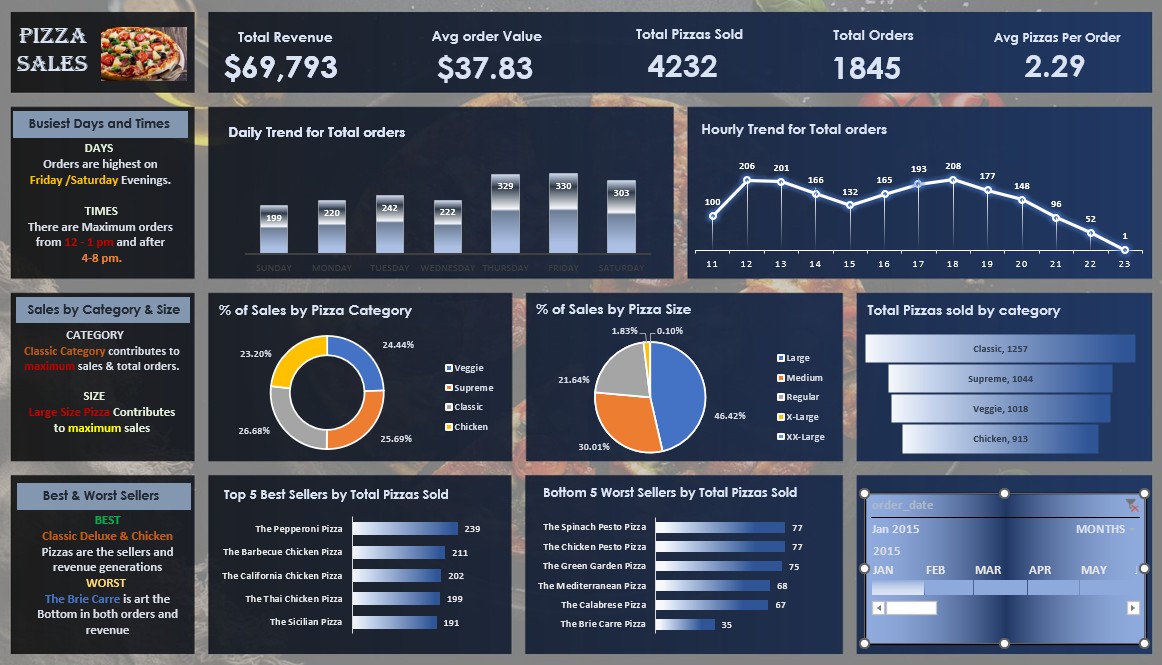 PIZZA
SALES
Total Revenue
$69,793
Avg order Value
$37.83
Total Pizzas Sold
4232
Total Orders
1845
Avg Pizzas Per Order
2.29
Busiest Days and Times
DAYS
Orders are highest on
Friday /Saturday Evenings.
TIMES
There are Maximum orders
from 12 - 1 pm and after
4-8 pm.
Daily Trend for Total orders
199 220 242 222 329 330 303
SUNDAY MONDAY TUESDAY WEDNESDAY THURSDAY FRIDAY SATURDAY
Hourly Trend for Total orders
100 206 201 166 132 165 193 208 177 148 96 52 1
11 12 13 14 15 16 17 18 19 20 21 22 23
Sales by Category & Size
CATEGORY
Classic Category contributes to
maximum sales & total orders.
SIZE
Large Size Pizza Contributes
to maximum sales
% of Sales by Pizza Category
23.20%
24.44%
26.68%
25.69%
Veggie
Supreme
Classic
Chicken
% of Sales by Pizza Size
1.83%
0.10%
21.64%
46.42%
30.01%
Large
Medium
Regular
X-Large
XX-Large
Total Pizzas sold by category
Classic, 1257
Supreme, 1044
Veggie, 1018
Chicken, 913
Best & Worst Sellers
BEST
Classic Deluxe & Chicken
Pizzas are the sellers and
revenue generations
WORST
The Brie Carre is art the
Bottom in both orders and
revenue
Top 5 Best Sellers by Total Pizzas Sold
The Pepperoni Pizza 239
The Barbecue Chicken Pizza 211
The California Chicken Pizza 202
The Thai Chicken Pizza 199
The Sicilian Pizza 191
Bottom 5 Worst Sellers by Total Pizzas Sold
The Spinach Pesto Pizza 77
The Chicken Pesto Pizza 77
The Green Garden Pizza 75
The Mediterranean Pizza 68
The Calabrese Pizza 67
The Brie Carre Pizza 35
order_date
Jan 2015 MONTHS
2015
JAN FEB MAR APR MAY